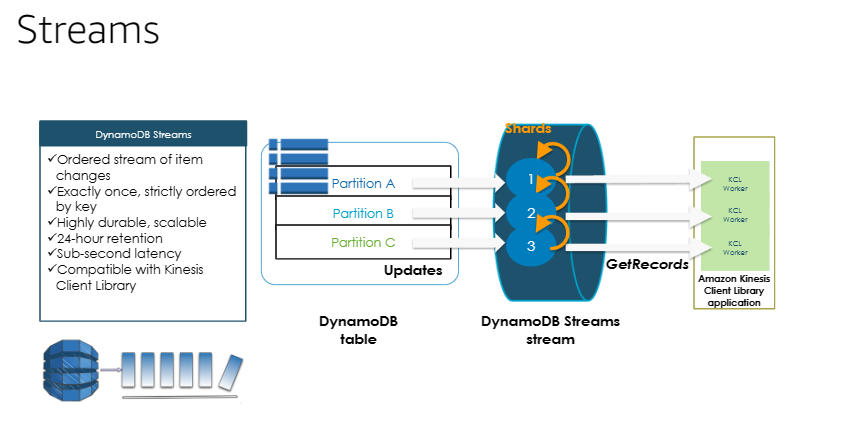 Streams
DynamoDB Streams
✓Ordered stream of item
changes
✓Exactly once, strictly ordered
by key
✓Highly durable, scalable
✓24-hour retention
✓Sub-second latency
✓Compatible with Kinesis
Client Library
Partition A
Partition B
Partition C
Updates
DynamoDB
table
Shards
1
2
3
GetRecords
DynamoDB Streams
stream
KCL
Worker
KCL
Worker
KCL
Worker
Amazon Kinesis
Client Library
application